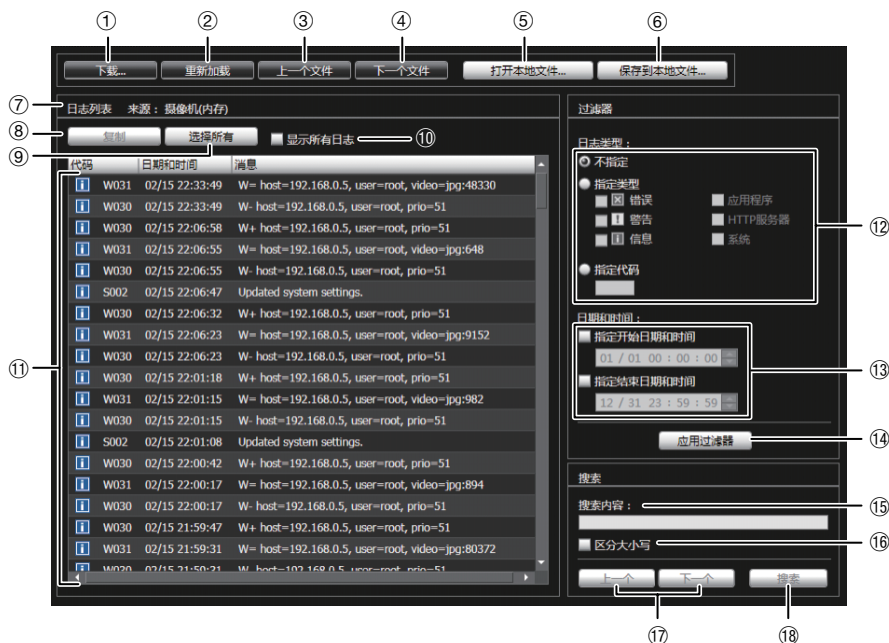 ① ② ③ ④ ⑤ ⑥
下载... 重新加载 上一个文件 下一个文件 打开本地文件... 保存到本地文件...
⑦ 日志列表 来源： 摄像机(内存)
⑧ 复制 选择所有 显示所有日志 ⑩
⑨
代码 日期和时间 消息
W031 02/15 22:33:49 W= host=192.168.0.5, user=root, video=jpg:48330
W030 02/15 22:33:49 W- host=192.168.0.5, user=root, prio=51
W030 02/15 22:06:58 W+ host=192.168.0.5, user=root, prio=51
W031 02/15 22:06:55 W= host=192.168.0.5, user=root, video=jpg:648
W030 02/15 22:06:55 W- host=192.168.0.5, user=root, prio=51
S002 02/15 22:06:47 Updated system settings.
W030 02/15 22:06:32 W+ host=192.168.0.5, user=root, prio=51
W031 02/15 22:06:23 W= host=192.168.0.5, user=root, video=jpg:9152
W030 02/15 22:06:23 W- host=192.168.0.5, user=root, prio=51
W030 02/15 22:01:18 W+ host=192.168.0.5, user=root, prio=51
W031 02/15 22:01:15 W= host=192.168.0.5, user=root, video=jpg:982
W030 02/15 22:01:15 W- host=192.168.0.5, user=root, prio=51
S002 02/15 22:01:08 Updated system settings.
W030 02/15 22:00:42 W+ host=192.168.0.5, user=root, prio=51
W031 02/15 22:00:17 W= host=192.168.0.5, user=root, video=jpg:894
W030 02/15 22:00:17 W- host=192.168.0.5, user=root, prio=51
W030 02/15 21:59:47 W+ host=192.168.0.5, user=root, prio=51
W031 02/15 21:59:31 W= host=192.168.0.5, user=root, video=jpg:80372
W030 02/15 21:59:31 W- host=192.168.0.5, user=root, prio=51
⑪
过滤器
日志类型：
不指定
指定类型
错误 应用程序
警告 HTTP服务器
信息 系统
⑫
指定代码
日期和时间：
指定开始日期和时间
01 / 01 00 : 00 : 00
⑬
指定结束日期和时间
12 / 31 23 : 59 : 59
应用过滤器 ⑭
搜索
搜索内容： ⑮
区分大小写 ⑯
上一个 下一个 搜索
⑰ ⑱